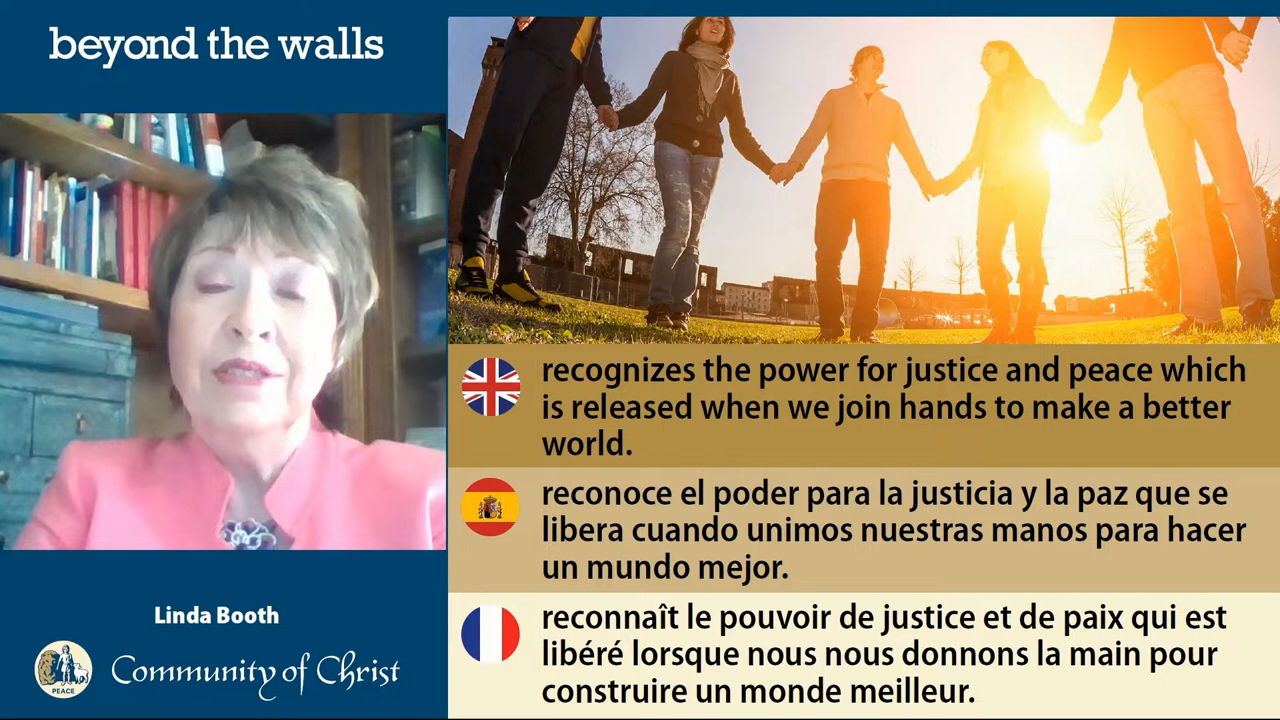 beyond the walls
recognizes the power for justice and peace which
is released when we join hands to make a better
world.
reconoce el poder para la justicia y la paz que se
libera cuando unimos nuestras manos para hacer
un mundo mejor.
reconnaît le pouvoir de justice et de paix qui est
libéré lorsque nous nous donnons la main pour
construire un monde meilleur.
Linda Booth
PEACE
Community of Christ